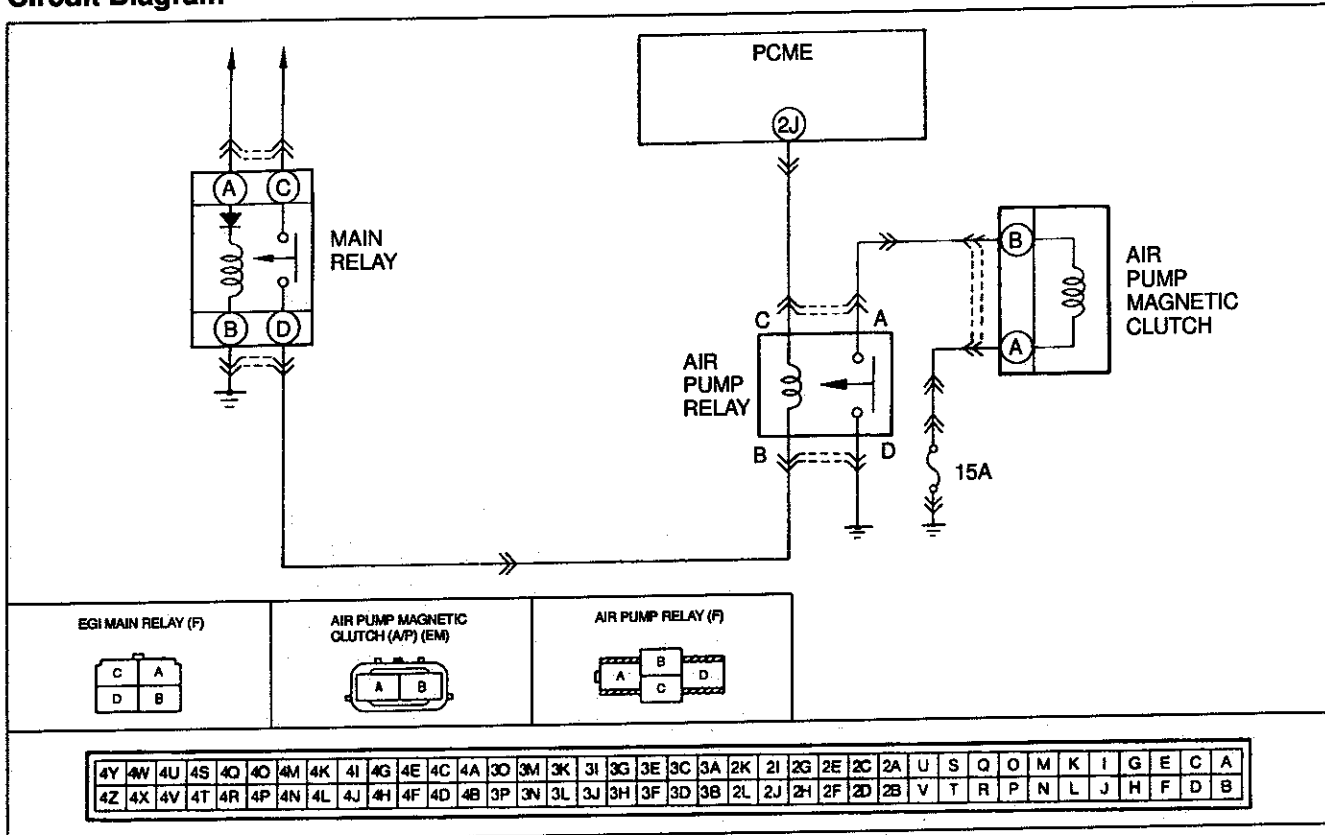 Circuit Diagram
PCME
2J
A C
MAIN
RELAY
B D
B
A
AIR
PUMP
MAGNETIC
CLUTCH
C A
AIR
PUMP
RELAY
B D
15A
EGI MAIN RELAY (F)
C A
D B
AIR PUMP MAGNETIC
CLUTCH (A/P) (EM)
A B
AIR PUMP RELAY (F)
B
A D
C
4Y 4W 4U 4S 4Q 4O 4M 4K 4I 4G 4E 4C 4A 3O 3M 3K 3I 3G 3E 3C 3A 2K 2I 2G 2E 2C 2A U S Q O M K I G E C A
4Z 4X 4V 4T 4R 4P 4N 4L 4J 4H 4F 4D 4B 3P 3N 3L 3J 3H 3F 3D 3B 2L 2J 2H 2F 2D 2B V T R P N L J H F D B